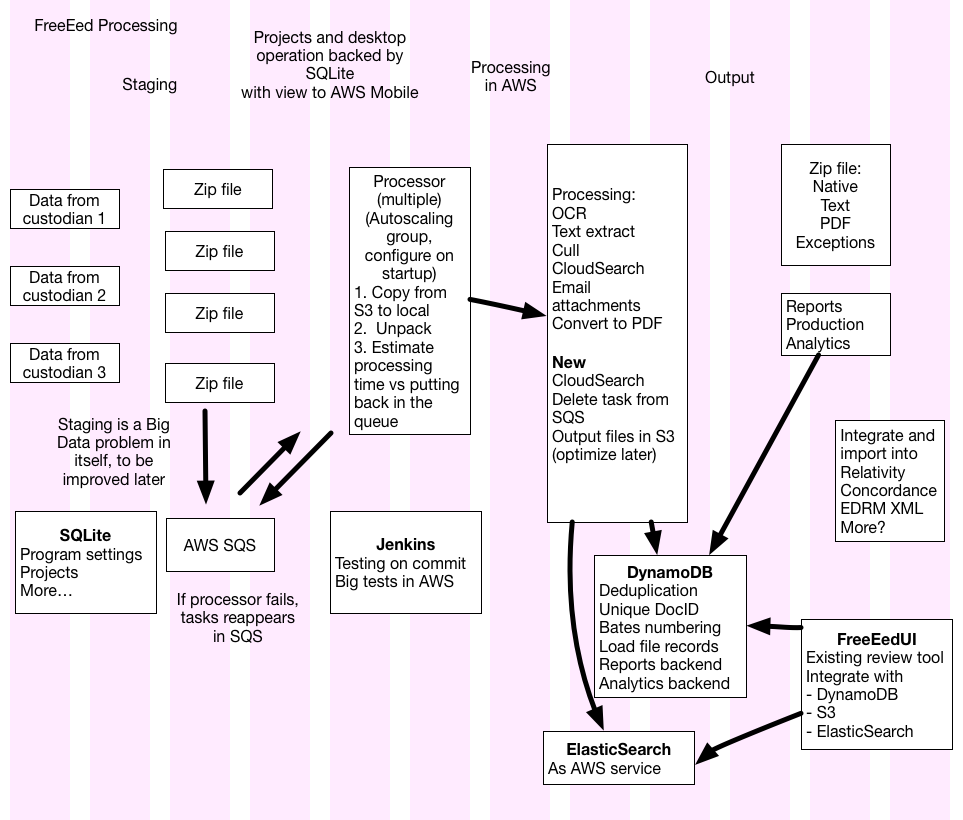 FreeEed Processing
Staging
Projects and desktop
operation backed by
SQLite
with view to AWS Mobile
Processing
in AWS
Output
Data from
custodian 1
Data from
custodian 2
Data from
custodian 3
Zip file
Zip file
Zip file
Zip file
Staging is a Big
Data problem in
itself, to be
improved later
Processor
(multiple)
(Autoscaling
group,
configure on
startup)
1. Copy from
S3 to local
2.  Unpack
3. Estimate
processing
time vs putting
back in the
queue
Processing:
OCR
Text extract
Cull
CloudSearch
Email
attachments
Convert to PDF
New
CloudSearch
Delete task from
SQS
Output files in S3
(optimize later)
Zip file:
Native
Text
PDF
Exceptions
Reports
Production
Analytics
Integrate and
import into
Relativity
Concordance
EDRM XML
More?
SQLite
Program settings
Projects
More…
AWS SQS
If processor fails,
tasks reappears
in SQS
Jenkins
Testing on commit
Big tests in AWS
DynamoDB
Deduplication
Unique DocID
Bates numbering
Load file records
Reports backend
Analytics backend
FreeEedUI
Existing review tool
Integrate with
- DynamoDB
- S3
- ElasticSearch
ElasticSearch
As AWS service